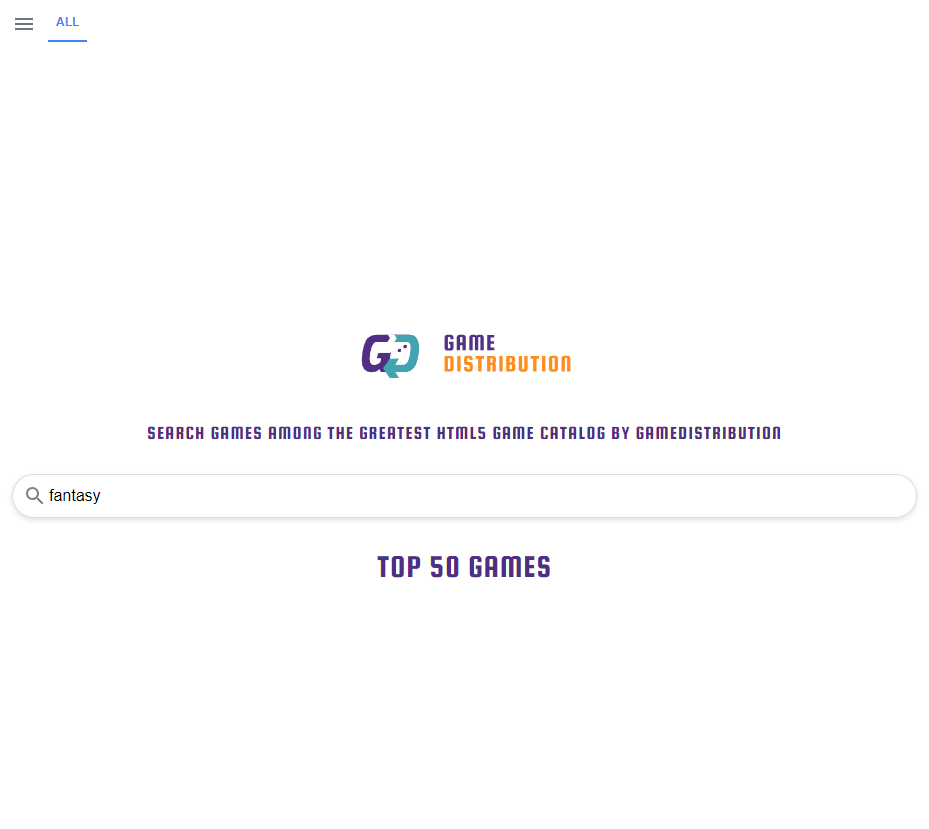 ALL
GAME
DISTRIBUTION
SEARCH GAMES AMONG THE GREATEST HTML5 GAME CATALOG BY GAMEDISTRIBUTION
fantasy
TOP 50 GAMES